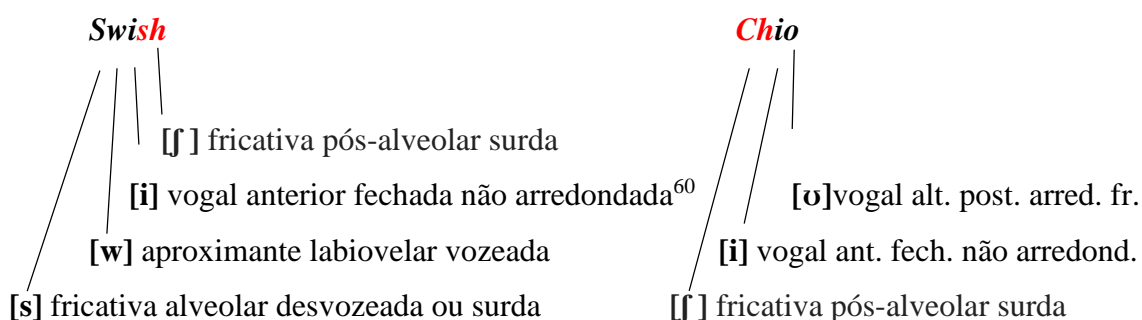 Swish Chio
[ʃ ] fricativa pós-alveolar surda
[i] vogal anterior fechada não arredondada60 [ʊ]vogal alt. post. arred. fr.
[w] aproximante labiovelar vozeada [i] vogal ant. fech. não arredond.
[s] fricativa alveolar desvozeada ou surda [ʃ ] fricativa pós-alveolar surda